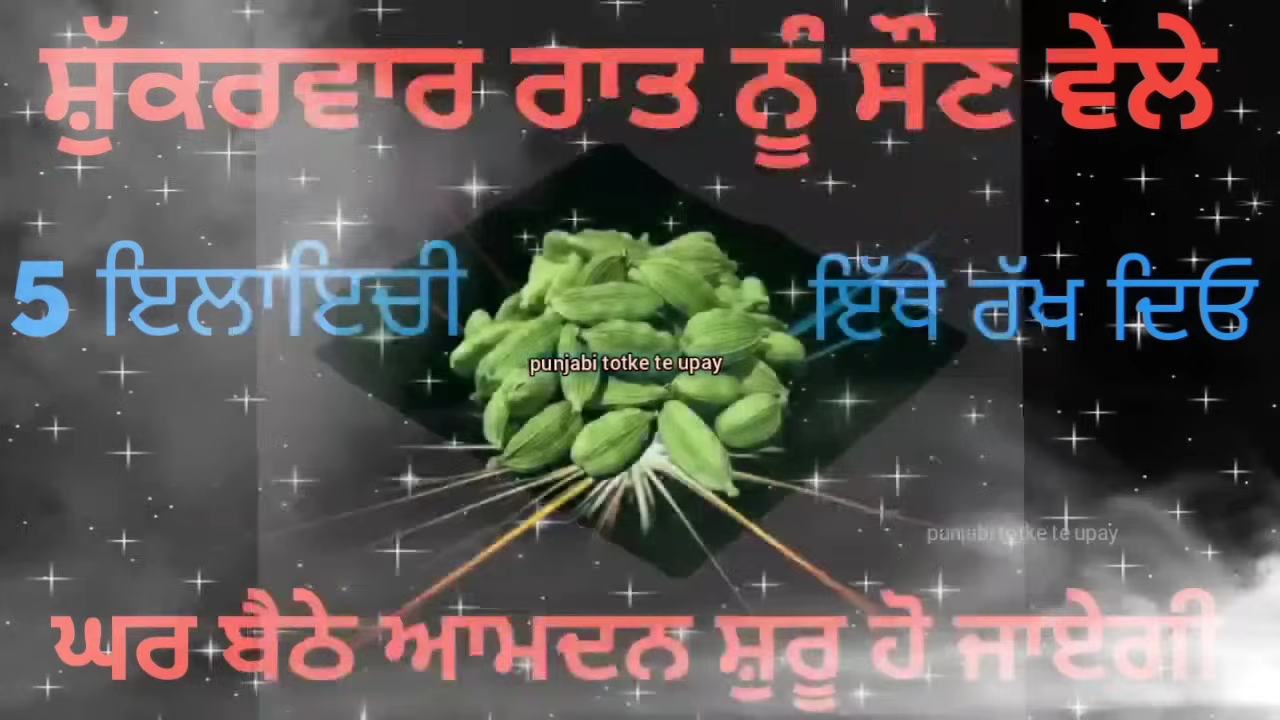 ਸ਼ੁੱਕਰਵਾਰ ਰਾਤ ਨੂੰ ਸੌਣ ਵੇਲੇ
5 ਇਲਾਇਚੀ ਇੱਥੇ ਰੱਖ ਦਿਓ
punjabi totke te upay
punjabi totke te upay
ਘਰ ਬੈਠੇ ਆਮਦਨ ਸ਼ੁਰੂ ਹੋ ਜਾਏਗੀ